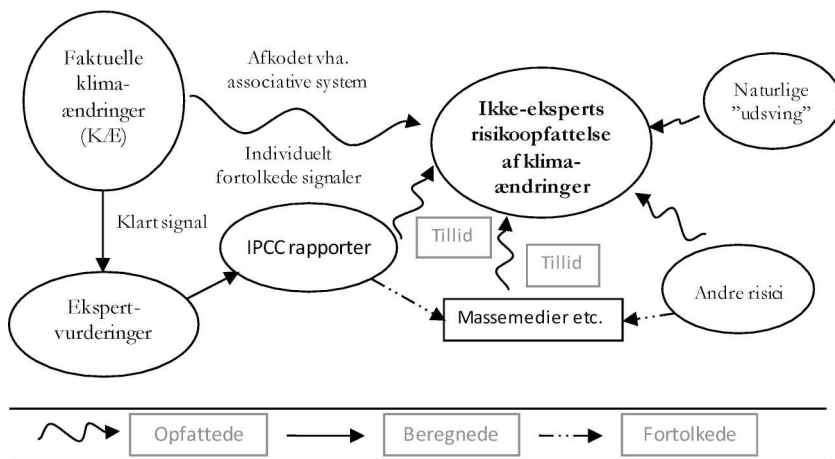 Faktuelle
klima-
ændringer
(KÆ)
Afkodet vha.
associative system
Individuelt
fortolkede signaler
Ikke-eksperts
risikoopfattelse
af klima-
ændringer
Naturlige
”udsving”
Klart signal
IPCC rapporter
Tillid
Tillid
Ekspert-
vurderinger
Massemedier etc.
Andre risici
Opfattede
Beregnede
Fortolkede